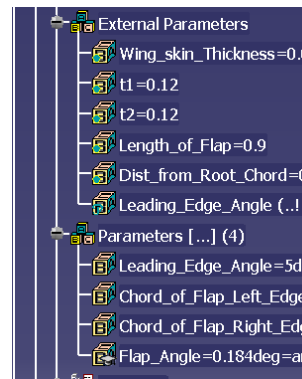 External Parameters
Wing_skin_Thickness=0.
t1=0.12
t2=0.12
Length_of_Flap=0.9
Dist_from_Root_Chord=
Leading_Edge_Angle (..!
Parameters [...] (4)
Leading_Edge_Angle=5d
Chord_of_Flap_Left_Edge
Chord_of_Flap_Right_Ed
Flap_Angle=0.184deg=a